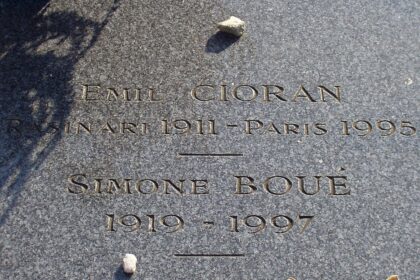 Emil CIORAN
Rasinari 1911 - Paris 1995
Simone BOUÉ
1919 - 1997